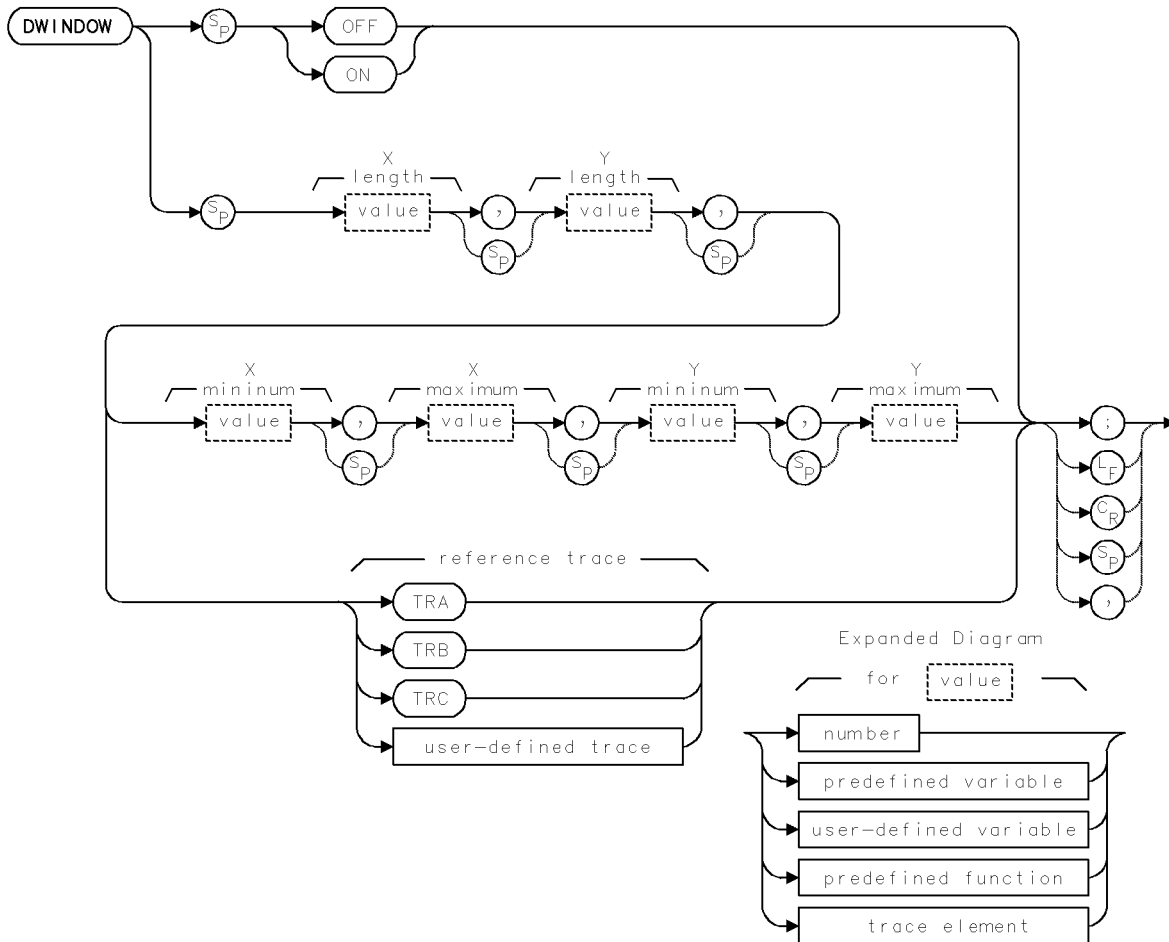 DWINDOW
SP
OFF
ON
X
length
Y
length
SP
value
,
value
,
SP
SP
X
mininum
X
maximum
Y
mininum
Y
maximum
value
,
value
,
value
,
value
;
SP
SP
SP
LF
CR
SP
,
reference trace
TRA
TRB
TRC
user-defined trace
Expanded Diagram
for value
number
predefined variable
user-defined variable
predefined function
trace element